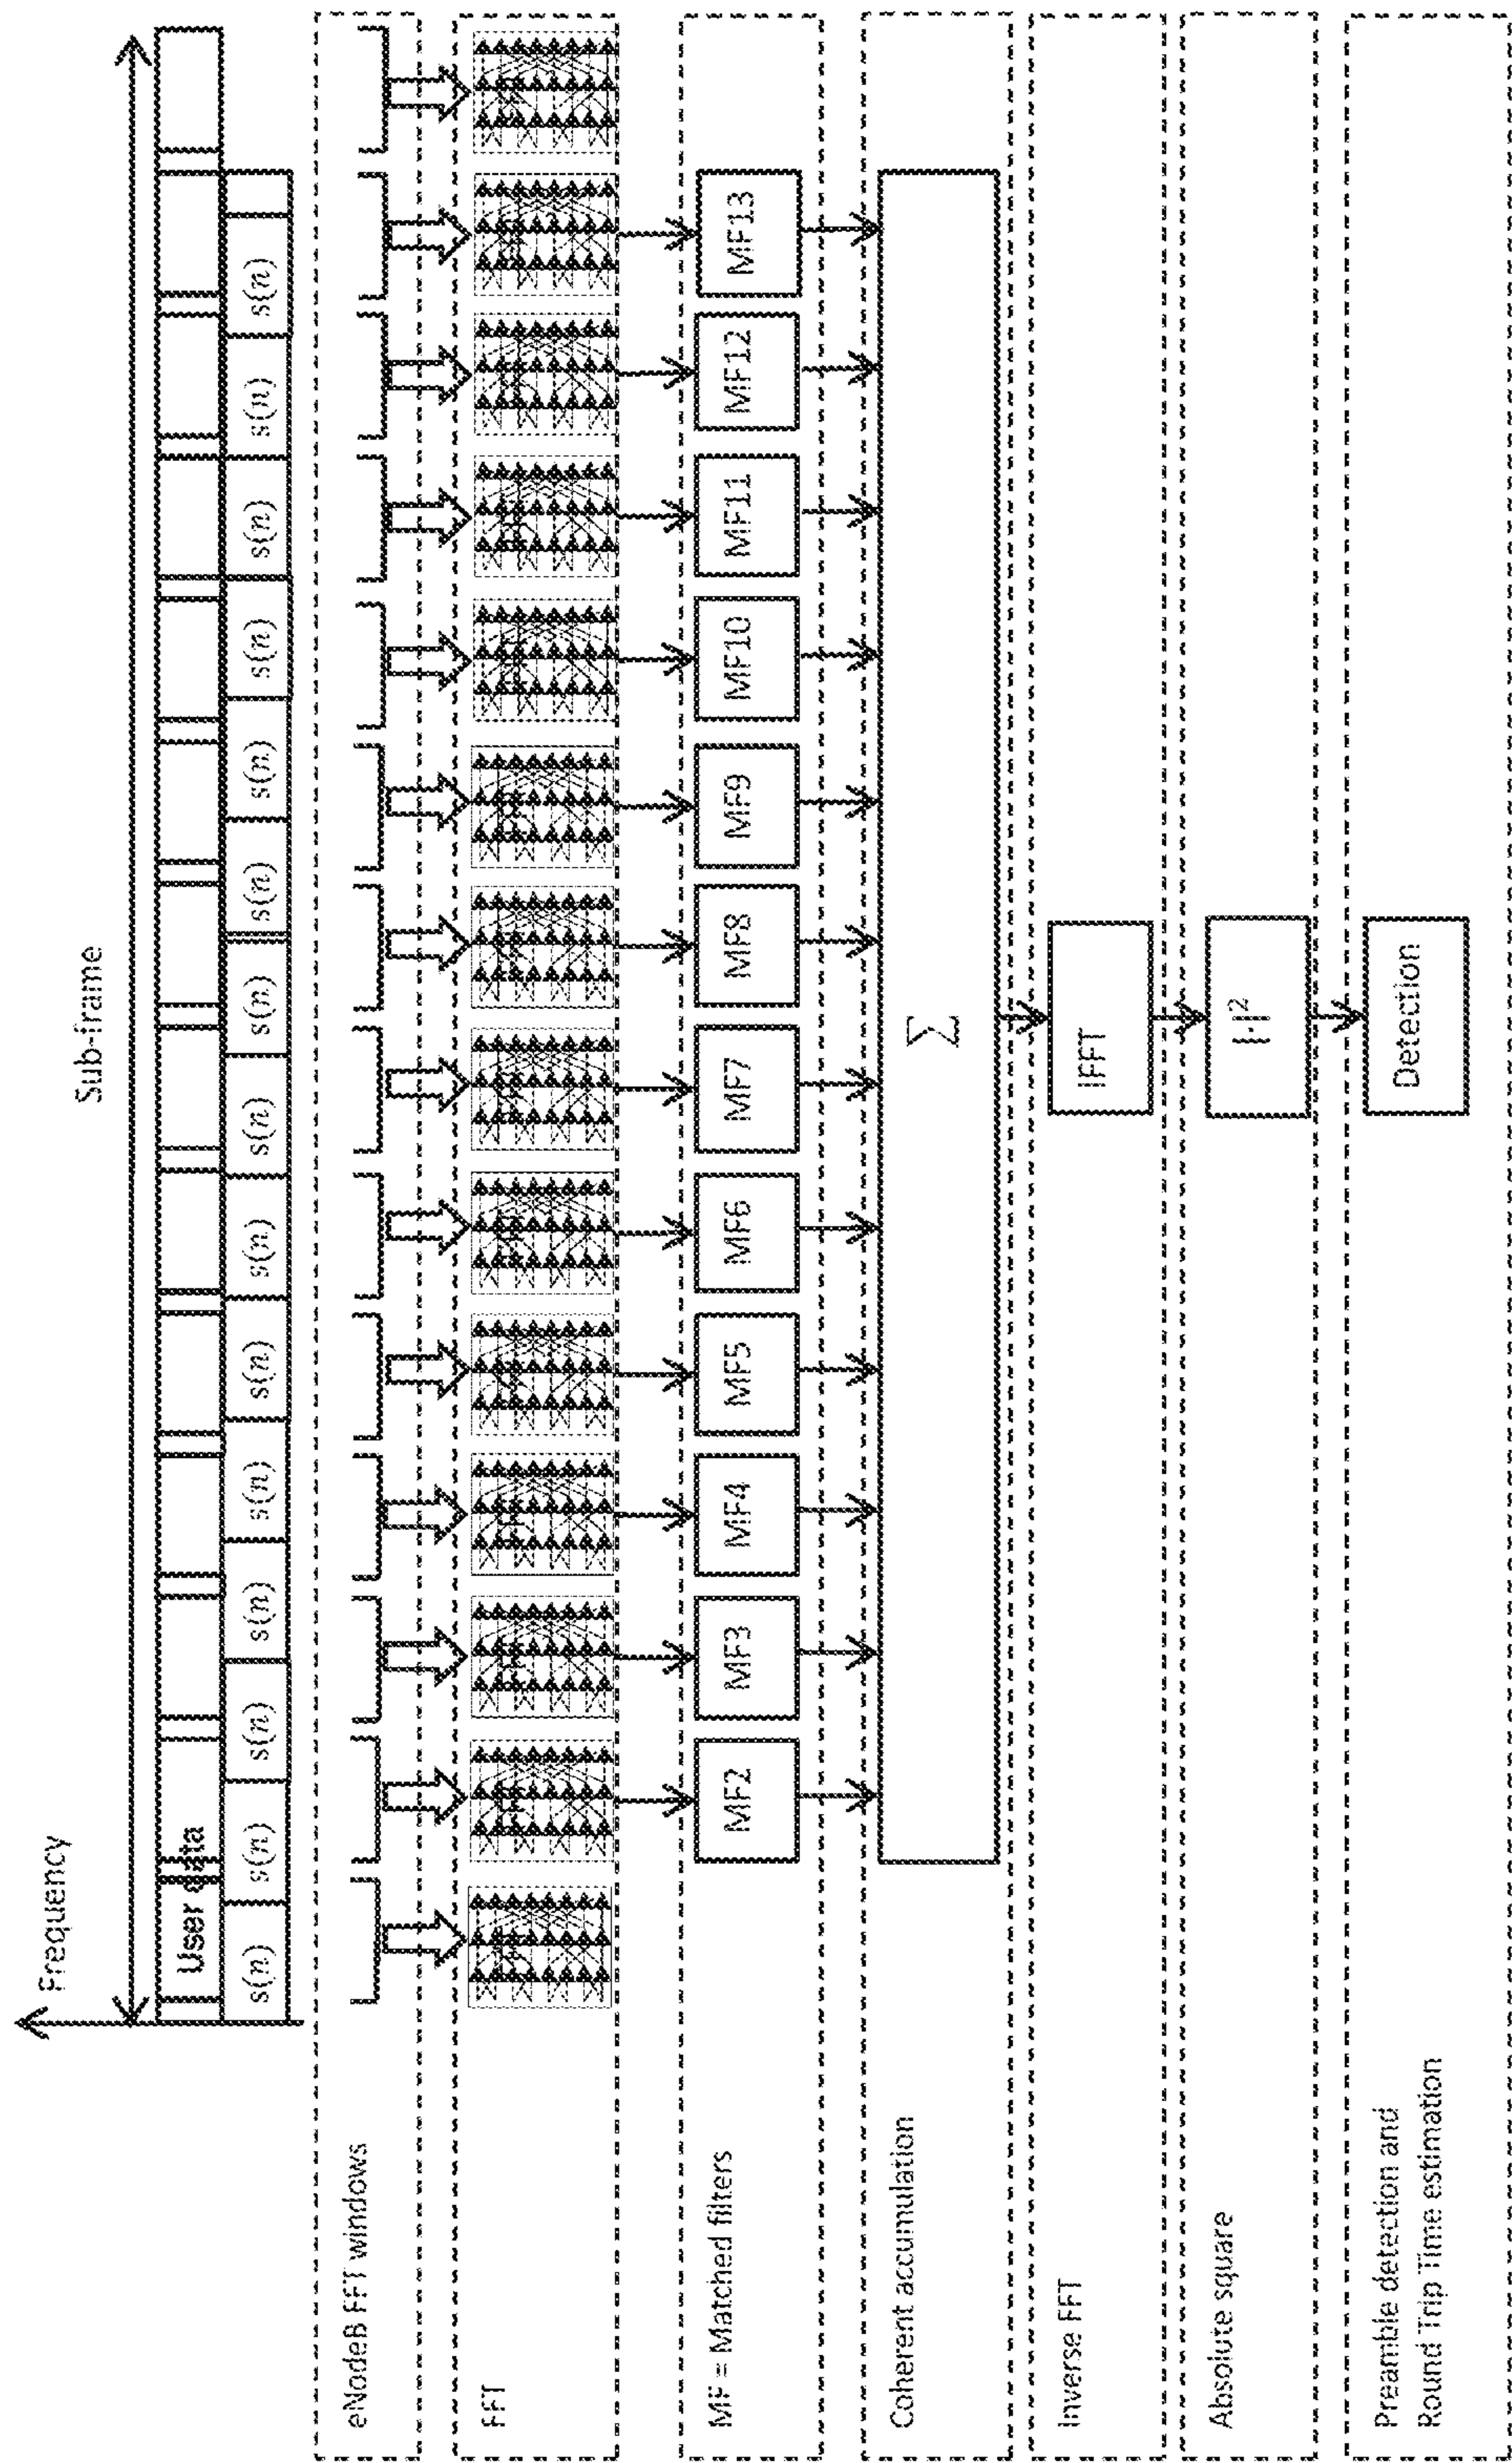 Frequency
Sub-frame
User data
s(n) s(n) s(n) s(n) s(n) s(n) s(n) s(n) s(n) s(n) s(n) s(n) s(n) s(n) s(n)
eNodeB FFT windows
FFT
MF = Matched filters
MF2 MF3 MF4 MF5 MF6 MF7 MF8 MF9 MF10 MF11 MF12 MF13
Coherent accumulation
Σ
Inverse FFT
IFFT
Absolute square
|·|²
Preamble detection and
Round Trip Time estimation
Detection